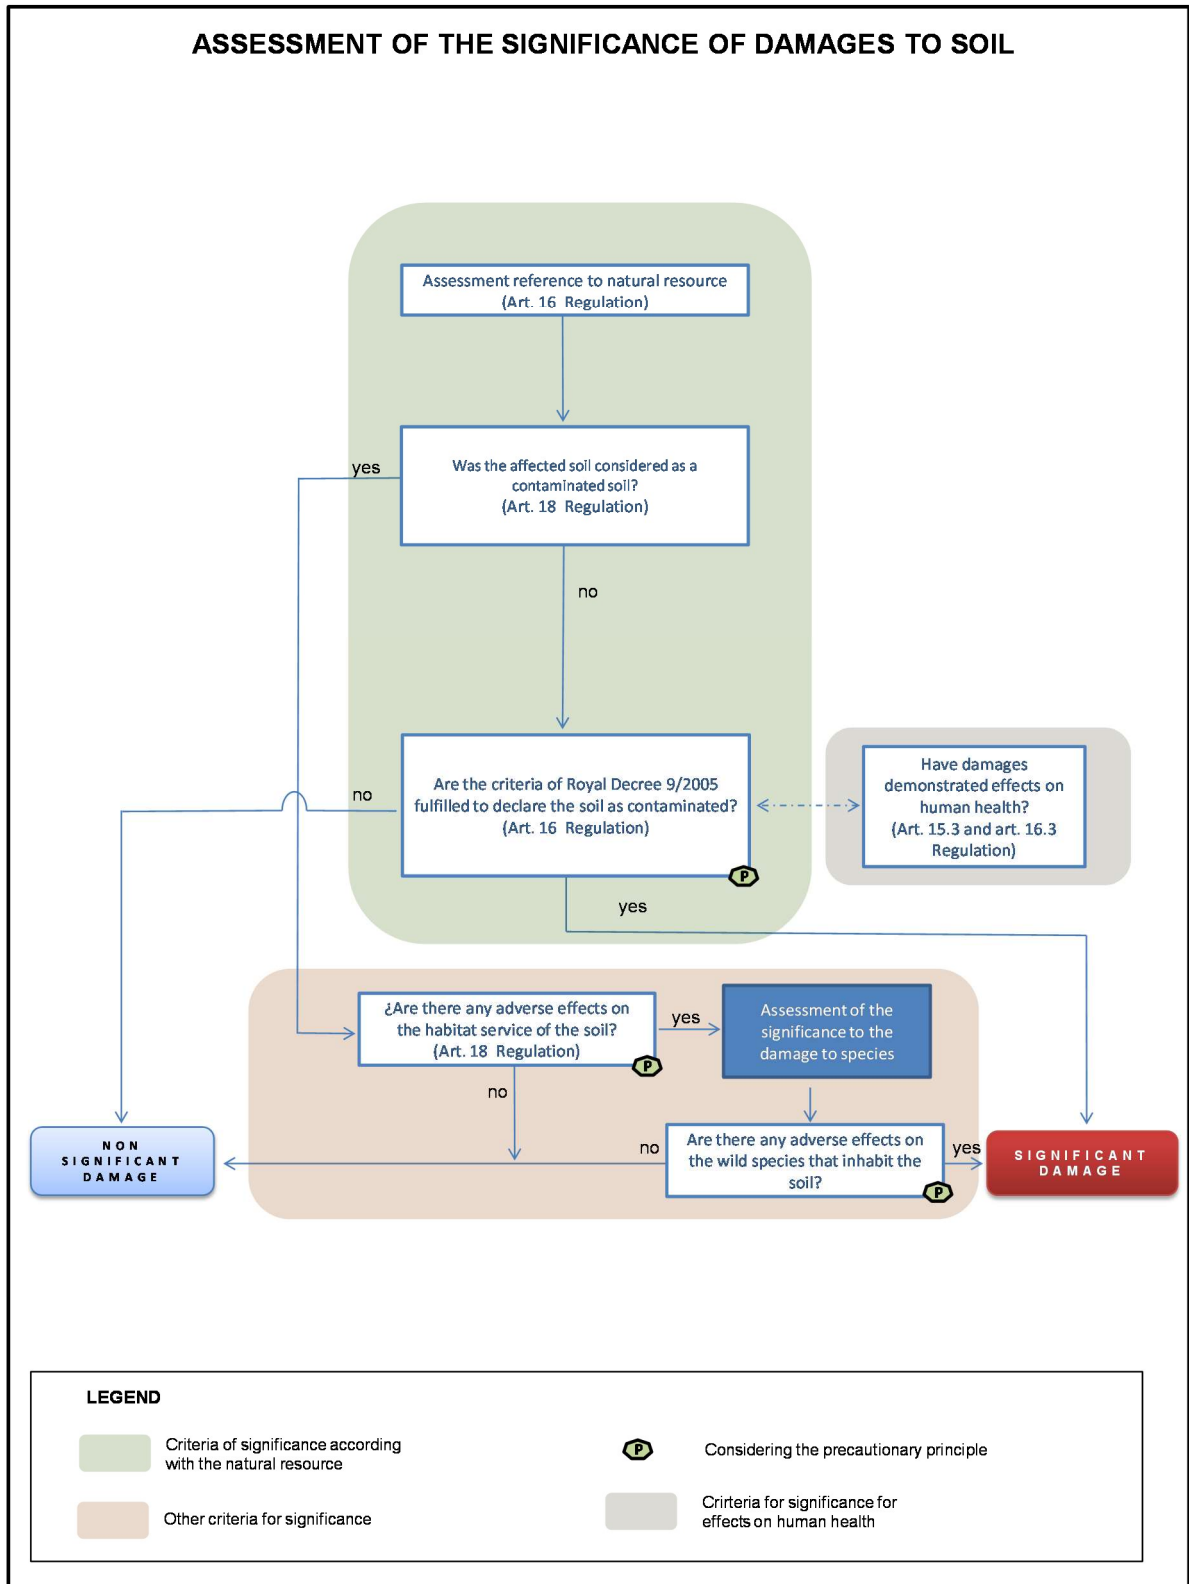 ASSESSMENT OF THE SIGNIFICANCE OF DAMAGES TO SOIL
Assessment reference to natural resource
(Art. 16 Regulation)
yes
Was the affected soil considered as a
contaminated soil?
(Art. 18 Regulation)
no
no
Are the criteria of Royal Decree 9/2005
fulfilled to declare the soil as contaminated?
(Art. 16 Regulation)
P
Have damages
demonstrated effects on
human health?
(Art. 15.3 and art. 16.3
Regulation)
yes
¿Are there any adverse effects on
the habitat service of the soil?
(Art. 18 Regulation)
P
yes
Assessment of the
significance to the
damage to species
no
NON
SIGNIFICANT
DAMAGE
no
Are there any adverse effects on
the wild species that inhabit the
soil?
P
yes
SIGNIFICANT
DAMAGE
LEGEND
Criteria of significance according
with the natural resource
P
Considering the precautionary principle
Other criteria for significance
Crirteria for significance for
effects on human health